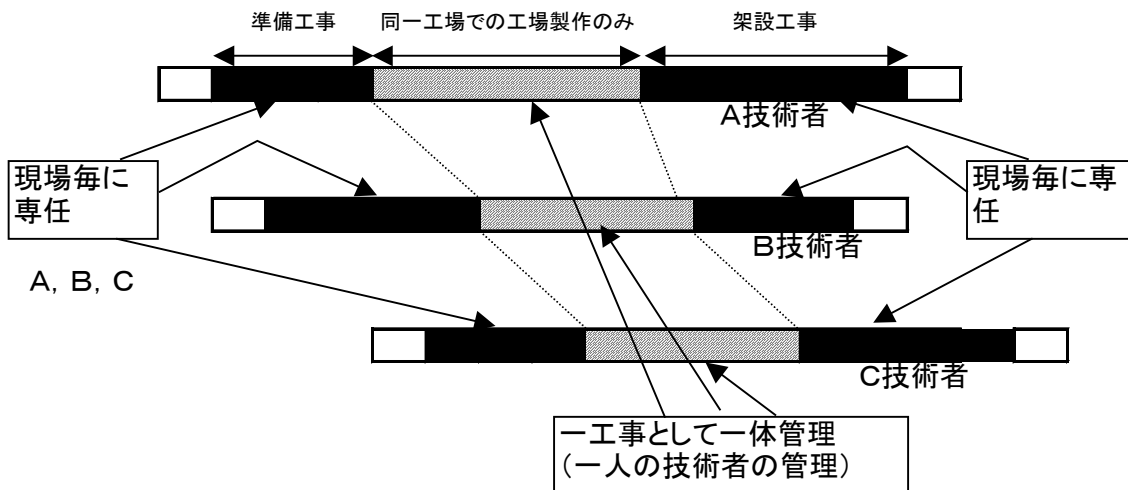 準備工事
同一工場での工場製作のみ
架設工事
A技術者
現場毎に
専任
現場毎に専
任
B技術者
A, B, C
C技術者
一工事として一体管理
(一人の技術者の管理)